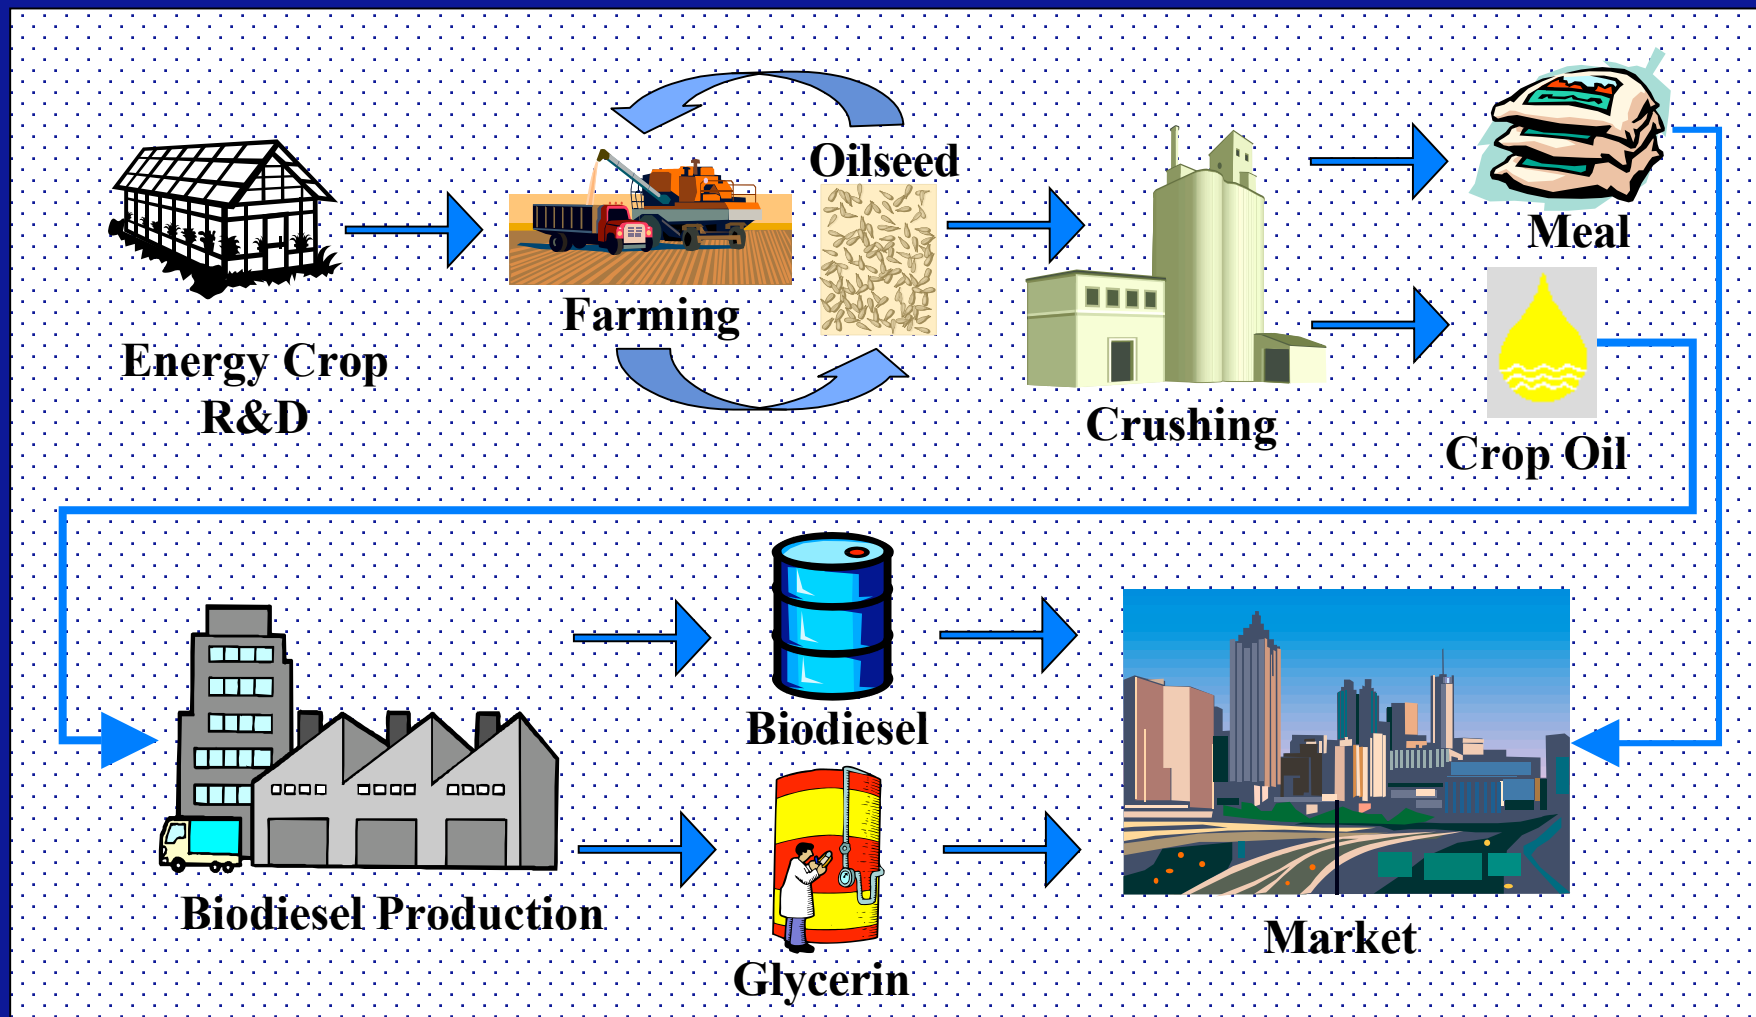 Oilseed
Meal
Farming
Energy Crop
R&D
Crushing
Crop Oil
Biodiesel
Biodiesel Production
Market
Glycerin